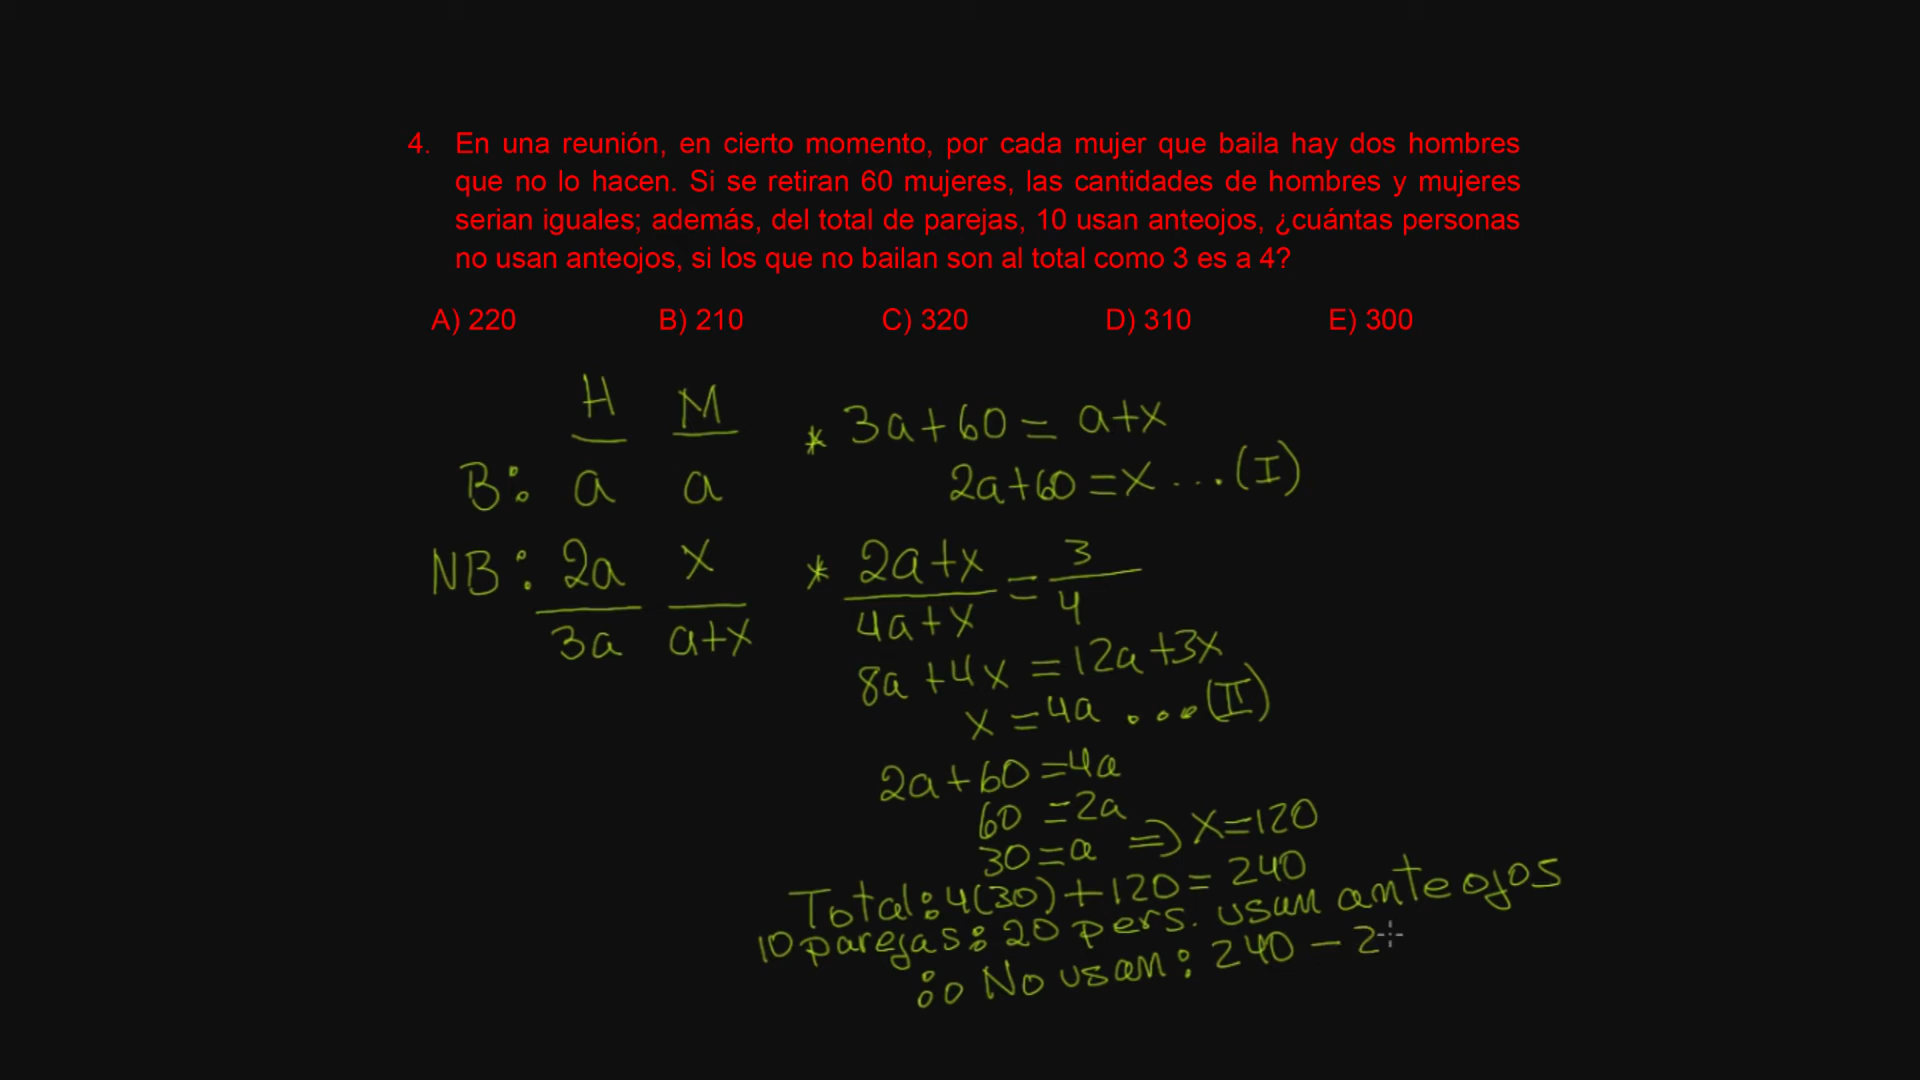 4. En una reunión, en cierto momento, por cada mujer que baila hay dos hombres
que no lo hacen. Si se retiran 60 mujeres, las cantidades de hombres y mujeres
serian iguales; además, del total de parejas, 10 usan anteojos, ¿cuántas personas
no usan anteojos, si los que no bailan son al total como 3 es a 4?
A) 220 B) 210 C) 320 D) 310 E) 300
H M
B: a a
NB: 2a x
3a a+x
* 3a+60 = a+x
2a+60 = x ... (I)
* 2a+x / 4a+x = 3 / 4
8a+4x = 12a+3x
x = 4a ... (II)
2a+60 = 4a
60 = 2a
30 = a => x = 120
Total: 4(30)+120 = 240
10 parejas: 20 pers. usan anteojos
∴ No usan: 240 - 2